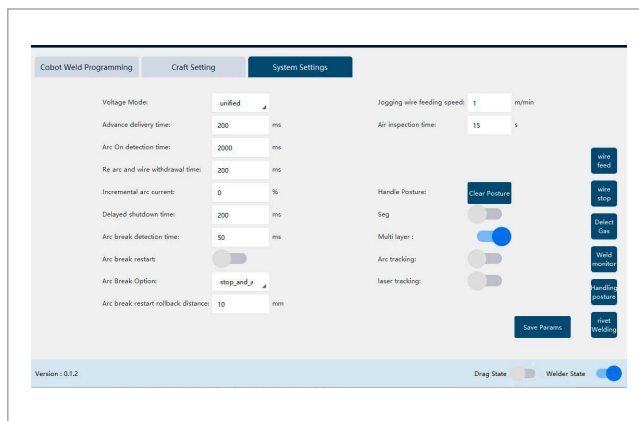 Cobot Weld Programming Craft Setting System Settings
Voltage Mode: unified Jogging wire feeding speed: 1 m/min
Advance delivery time: 200 ms Air inspection time: 15 s
Arc On detection time: 2000 ms
wire feed
Re arc and wire withdrawal time: 200 ms
Incremental arc current: 0 % Handle Posture: Clear Posture
wire stop
Delayed shutdown time: 200 ms Seg
Delect Gas
Arc break detection time: 50 ms Multi layer :
Arc break restart: Arc tracking:
Weld monitor
Arc Break Option: stop_and_a laser tracking:
Handling posture
Arc break restart rollback distance: 10 mm
Save Params
rivet Welding
Version : 0.1.2 Drag State Welder State